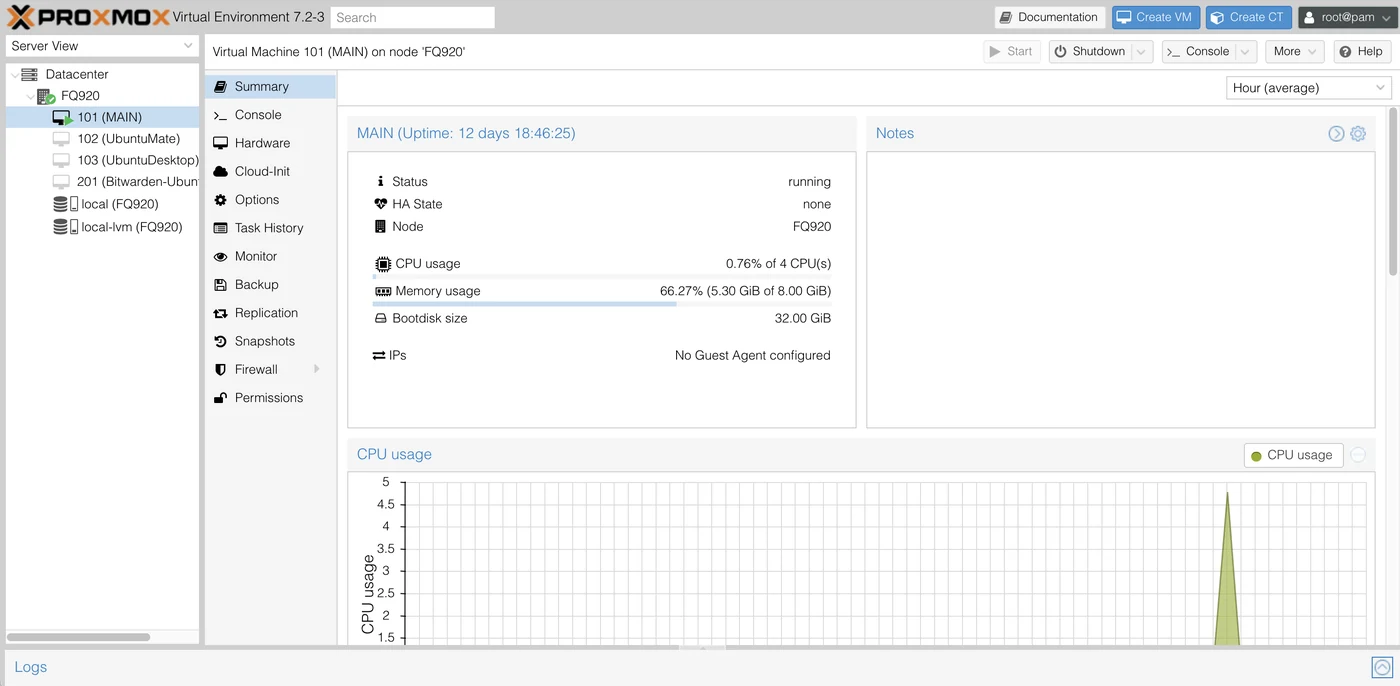 PROXMOX Virtual Environment 7.2-3 Search Documentation Create VM Create CT root@pam
Server View
Datacenter
FQ920
101 (MAIN)
102 (UbuntuMate)
103 (UbuntuDesktop)
201 (Bitwarden-Ubun
local (FQ920)
local-lvm (FQ920)
Virtual Machine 101 (MAIN) on node 'FQ920' Start Shutdown Console More Help
Summary
Console
Hardware
Cloud-Init
Options
Task History
Monitor
Backup
Replication
Snapshots
Firewall
Permissions
Hour (average)
MAIN (Uptime: 12 days 18:46:25)
Status running
HA State none
Node FQ920
CPU usage 0.76% of 4 CPU(s)
Memory usage 66.27% (5.30 GiB of 8.00 GiB)
Bootdisk size 32.00 GiB
IPs No Guest Agent configured
Notes
CPU usage
CPU usage
5
4.5
4
3.5
3
2.5
2
1.5
CPU usage
Logs